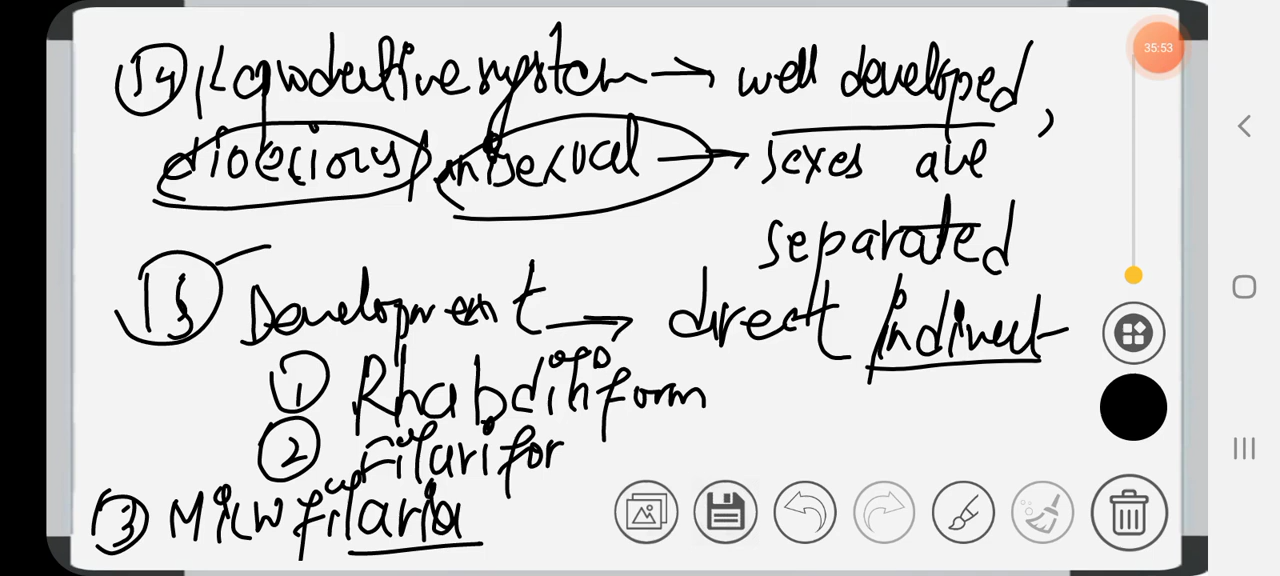 35:53
14 Reproductive system → well developed,
dioecious / unisexual → sexes are
separated
15 Development → direct / indirect
1 Rhabditiform
2 Filarifor
3 Microfilaria